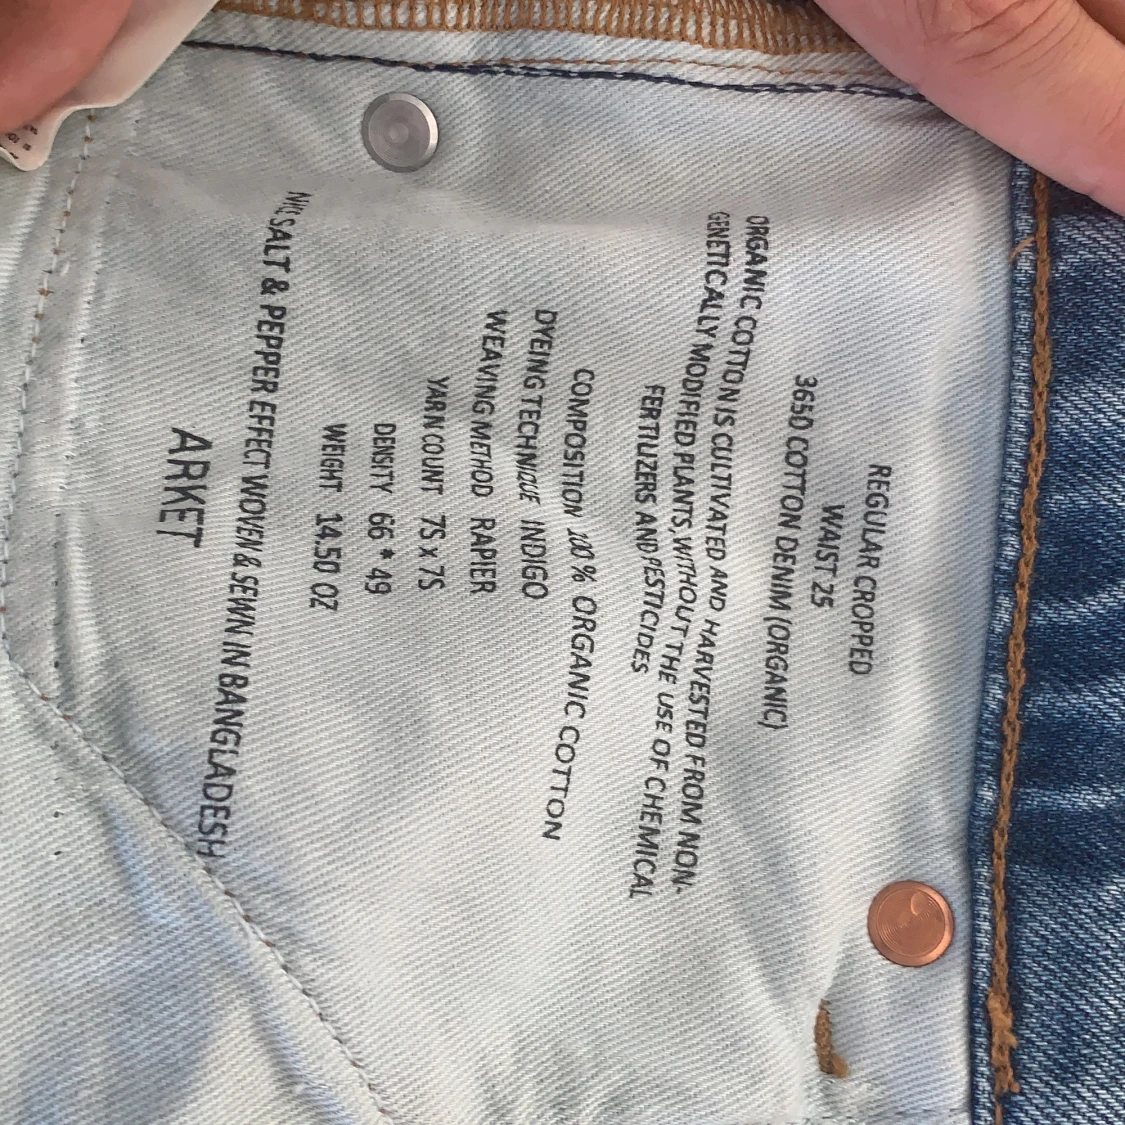 REGULAR CROPPED
WAIST 25
3650 COTTON DENIM (ORGANIC)
ORGANIC COTTON IS CULTIVATED AND HARVESTED FROM NON-
GENETICALLY MODIFIED PLANTS, WITHOUT THE USE OF CHEMICAL
FERTILIZERS AND PESTICIDES
COMPOSITION 100% ORGANIC COTTON
DYEING TECHNIQUE INDIGO
WEAVING METHOD RAPIER
YARN COUNT 7S x 7S
DENSITY 66 * 49
WEIGHT 14.50 OZ
SALT & PEPPER EFFECT WOVEN & SEWN IN BANGLADESH
ARKET